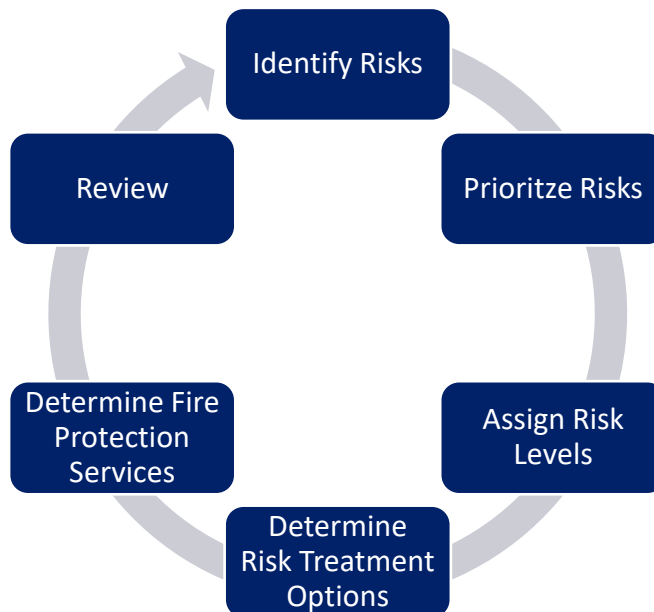 Identify Risks
Prioritze Risks
Assign Risk
Levels
Determine
Risk Treatment
Options
Determine Fire
Protection
Services
Review